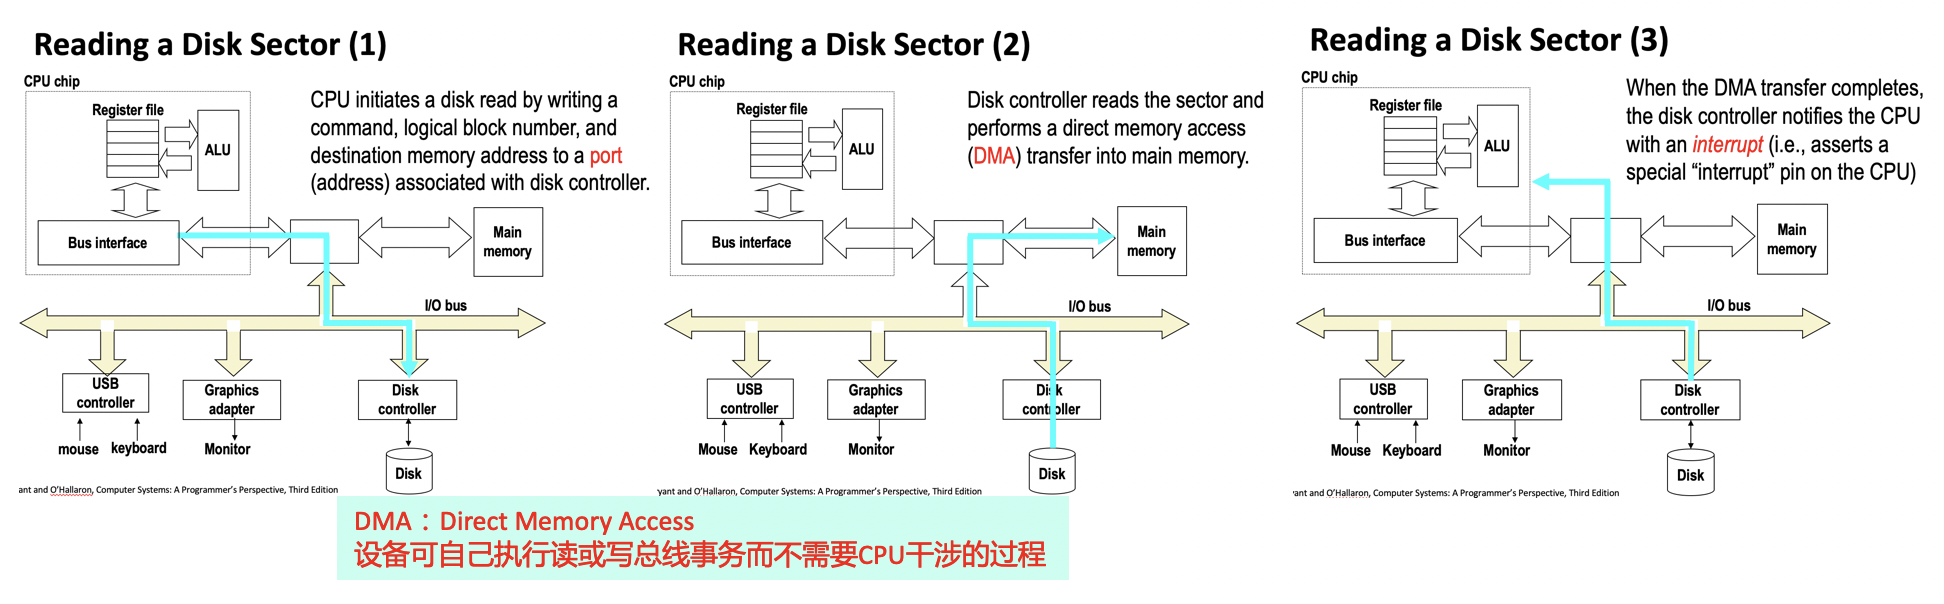 Reading a Disk Sector (1)
CPU chip
Register file
ALU
CPU initiates a disk read by writing a
command, logical block number, and
destination memory address to a port
(address) associated with disk controller.
Bus interface
Main
memory
I/O bus
USB
controller
Graphics
adapter
Disk
controller
mouse
keyboard
Monitor
Disk
ant and O'Hallaron, Computer Systems: A Programmer's Perspective, Third Edition
Reading a Disk Sector (2)
CPU chip
Register file
ALU
Disk controller reads the sector and
performs a direct memory access
(DMA) transfer into main memory.
Bus interface
Main
memory
I/O bus
USB
controller
Graphics
adapter
Disk
controller
Mouse
Keyboard
Monitor
Disk
yant and O'Hallaron, Computer Systems: A Programmer's Perspective, Third Edition
Reading a Disk Sector (3)
CPU chip
Register file
ALU
When the DMA transfer completes,
the disk controller notifies the CPU
with an interrupt (i.e., asserts a
special “interrupt” pin on the CPU)
Bus interface
Main
memory
I/O bus
USB
controller
Graphics
adapter
Disk
controller
Mouse
Keyboard
Monitor
Disk
yant and O'Hallaron, Computer Systems: A Programmer's Perspective, Third Edition
DMA：Direct Memory Access
设备可自己执行读或写总线事务而不需要CPU干涉的过程